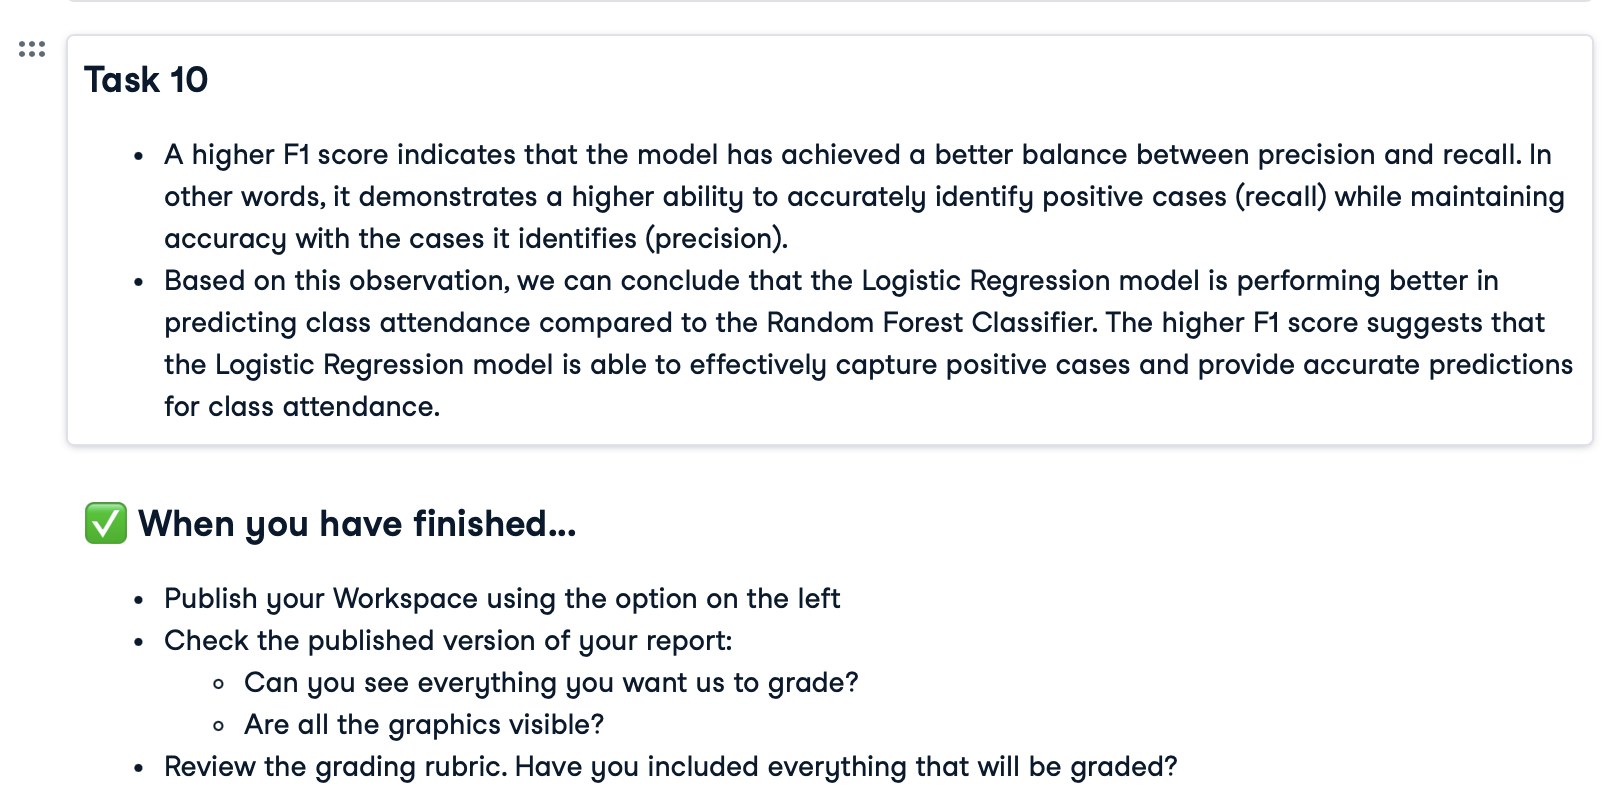 Task 10
• A higher F1 score indicates that the model has achieved a better balance between precision and recall. In
other words, it demonstrates a higher ability to accurately identify positive cases (recall) while maintaining
accuracy with the cases it identifies (precision).
• Based on this observation, we can conclude that the Logistic Regression model is performing better in
predicting class attendance compared to the Random Forest Classifier. The higher F1 score suggests that
the Logistic Regression model is able to effectively capture positive cases and provide accurate predictions
for class attendance.
✅ When you have finished...
• Publish your Workspace using the option on the left
• Check the published version of your report:
◦ Can you see everything you want us to grade?
◦ Are all the graphics visible?
• Review the grading rubric. Have you included everything that will be graded?